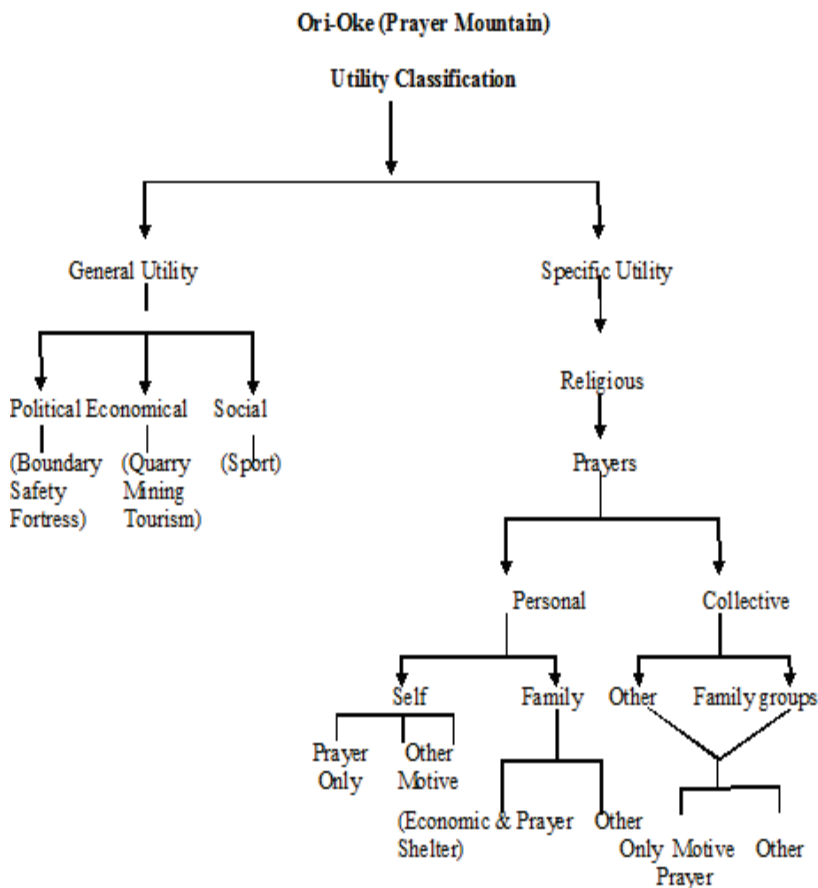 Ori-Oke (Prayer Mountain)
Utility Classification
General Utility Specific Utility
Religious
Political Economical Social
(Boundary (Quarry (Sport) Prayers
Safety Mining
Fortress) Tourism)
Personal Collective
Self Family Other Family groups
Prayer Other
Only Motive
(Economic & Prayer Other
Shelter) Only Motive Other
Prayer